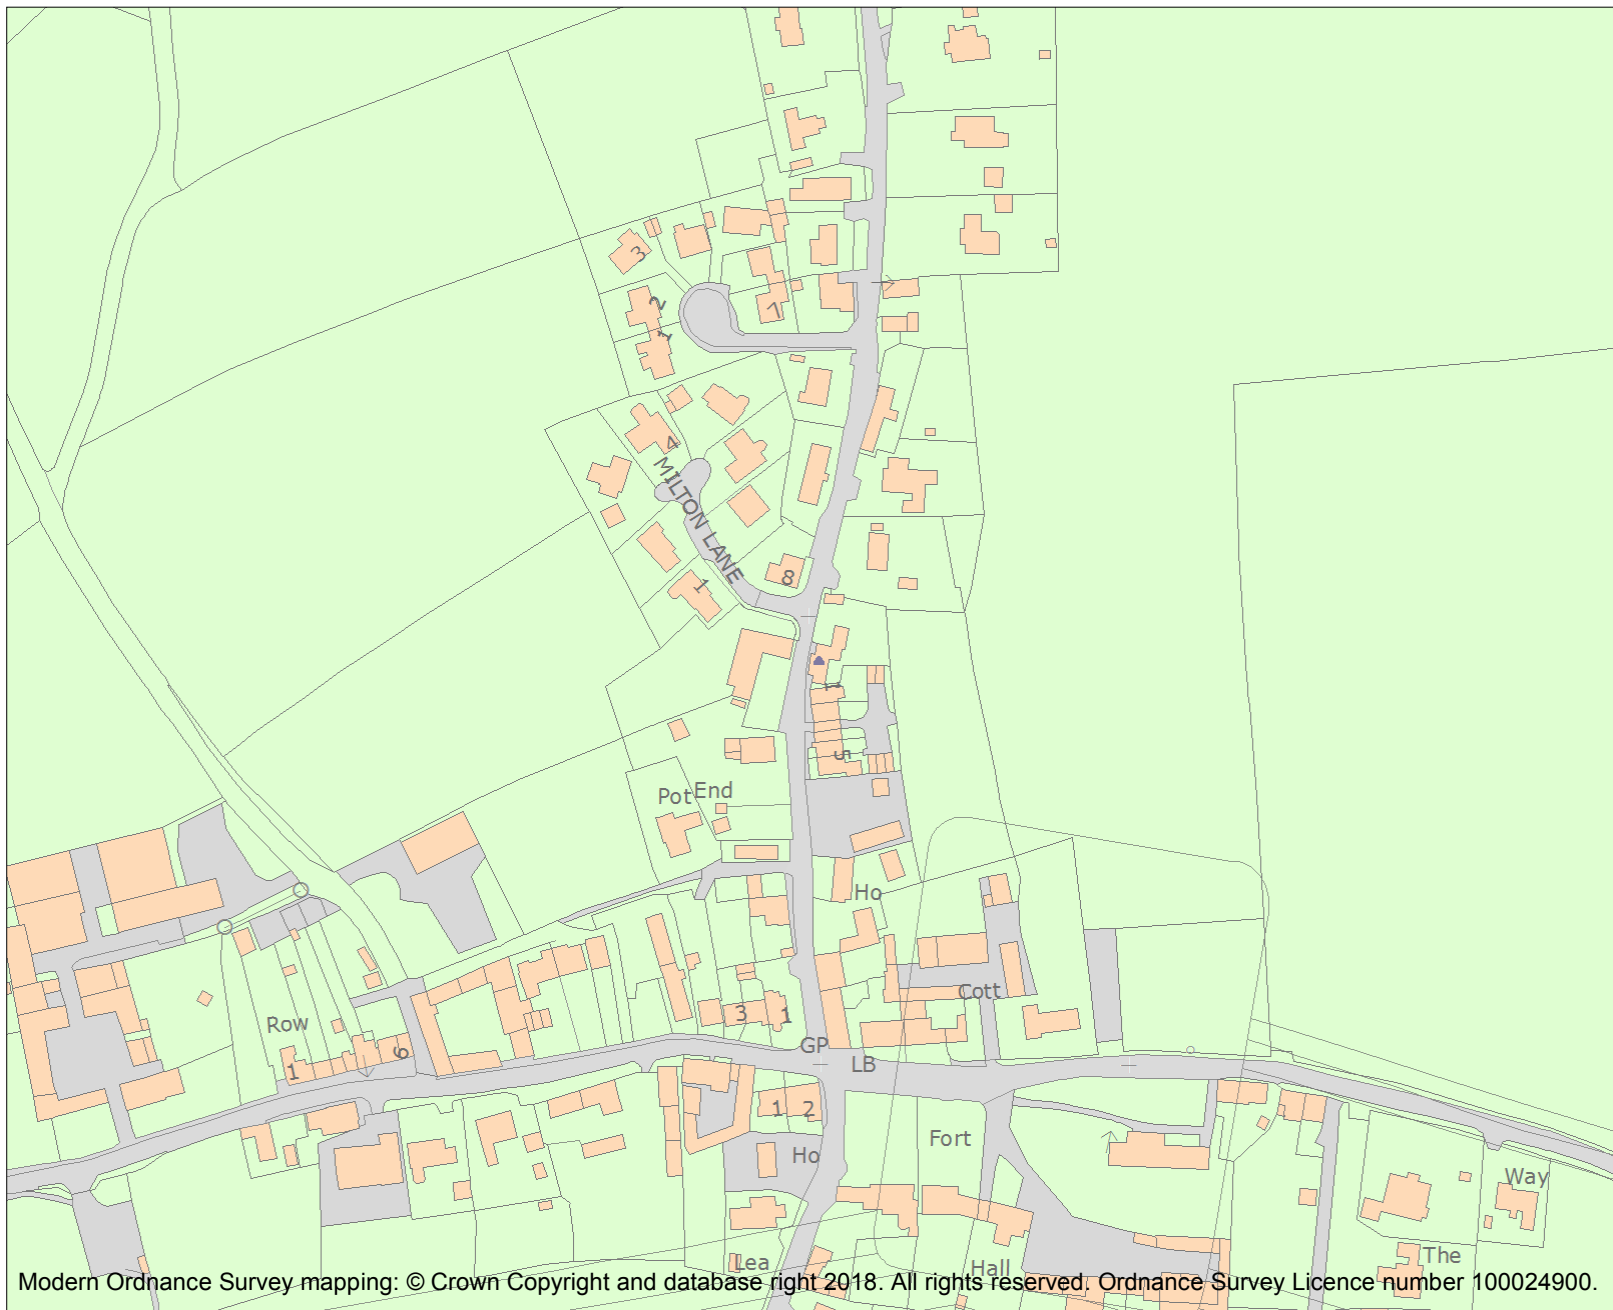 3
2
1
7
4
MILTON LANE
1
8
1
5
Pot End
Ho
Cott
Row
3 1
GP
6
1
LB
1 2
Fort
Ho
Way
The
Lea
Hall
Modern Ordnance Survey mapping: © Crown Copyright and database right 2018. All rights reserved. Ordnance Survey Licence number 100024900.